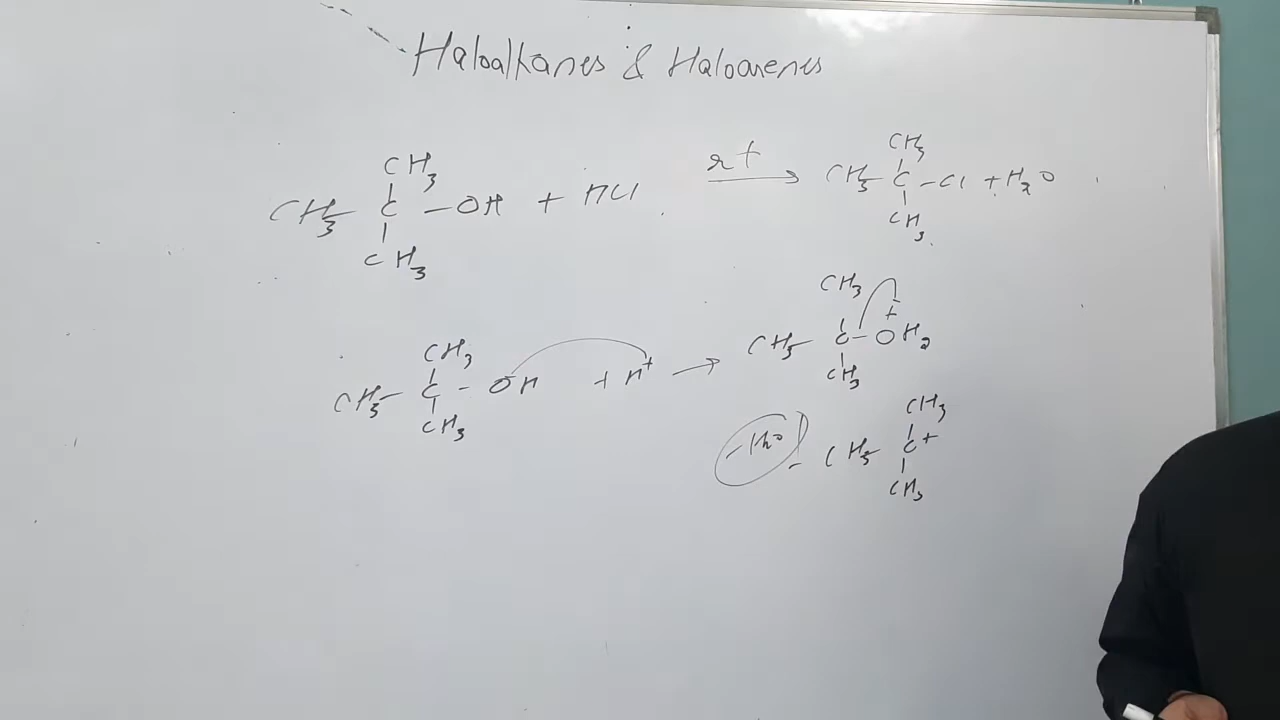 Haloalkanes & Haloarenes
CH3
CH3 - C - OH + HCl
CH3
rt
CH3
CH3 - C - Cl + H2O
CH3
CH3
CH3 - C - OH + H+
CH3
CH3
+
CH3 - C - OH2
CH3
-H2O
CH3
CH3 - C+
CH3